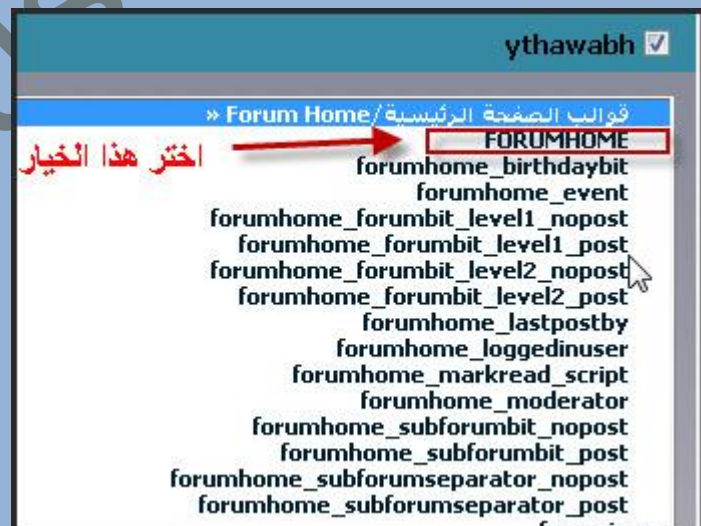 ythawabh
قوالب الصفحة الرئيسية/Forum Home »
FORUMHOME
اختر هذا الخيار
forumhome_birthdaybit
forumhome_event
forumhome_forumbit_level1_nopost
forumhome_forumbit_level1_post
forumhome_forumbit_level2_nopost
forumhome_forumbit_level2_post
forumhome_lastpostby
forumhome_loggedinuser
forumhome_markread_script
forumhome_moderator
forumhome_subforumbit_nopost
forumhome_subforumbit_post
forumhome_subforumseparator_nopost
forumhome_subforumseparator_post